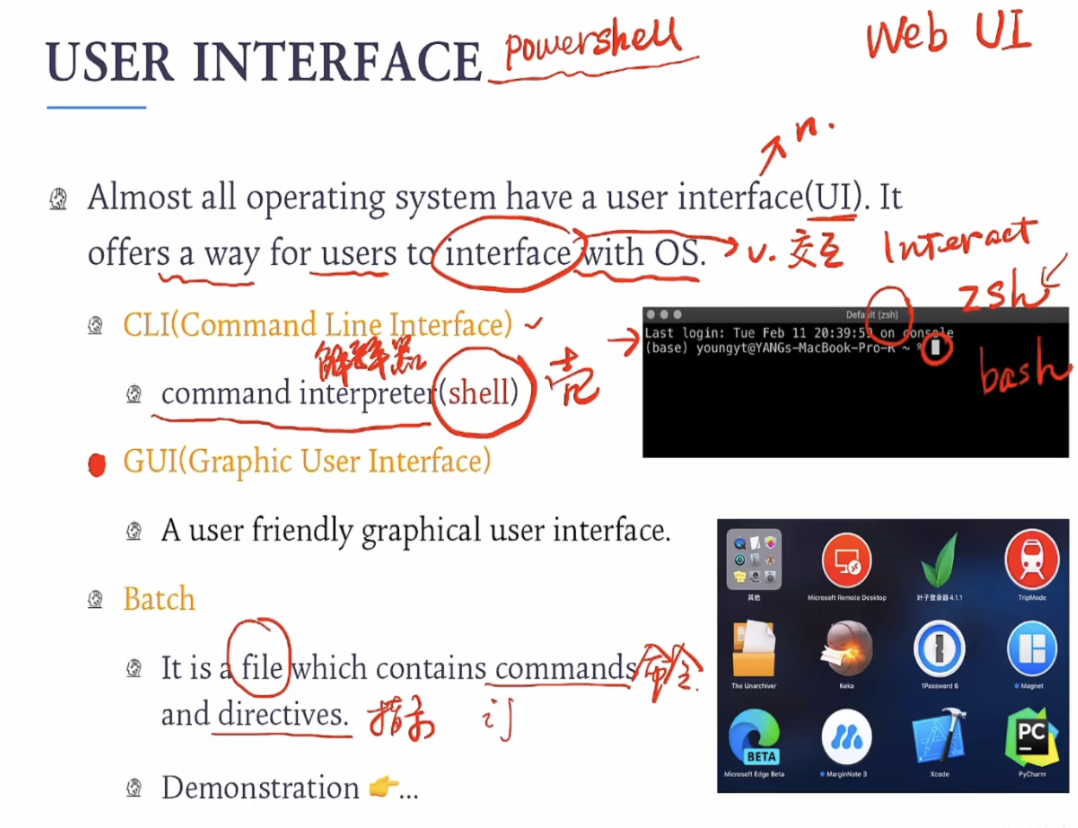 USER INTERFACE powershell Web UI
n.
Almost all operating system have a user interface(UI). It
offers a way for users to interface with OS. v. 交互 Interact
zsh
CLI(Command Line Interface)
解释器
command interpreter(shell) 壳
Default (zsh)
Last login: Tue Feb 11 20:39:59 on console
(base) youngyt@YANGs-MacBook-Pro-R ~ %
bash
GUI(Graphic User Interface)
A user friendly graphical user interface.
Batch
It is a file which contains commands 命令
and directives. 指示
Demonstration 👉...
其他 Microsoft Remote Desktop 叶子登录器4.1.1 TripMode
The Unarchiver Keka 1Password 6 Magnet
BETA PC
Microsoft Edge Beta MarginNote 3 Xcode PyCharm